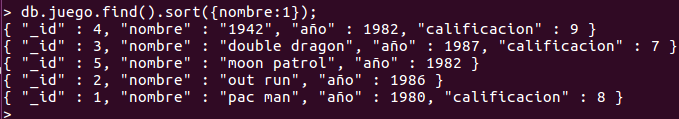 > db.juego.find().sort({nombre:1});
{ "_id" : 4, "nombre" : "1942", "año" : 1982, "calificacion" : 9 }
{ "_id" : 3, "nombre" : "double dragon", "año" : 1987, "calificacion" : 7 }
{ "_id" : 5, "nombre" : "moon patrol", "año" : 1982 }
{ "_id" : 2, "nombre" : "out run", "año" : 1986 }
{ "_id" : 1, "nombre" : "pac man", "año" : 1980, "calificacion" : 8 }
>